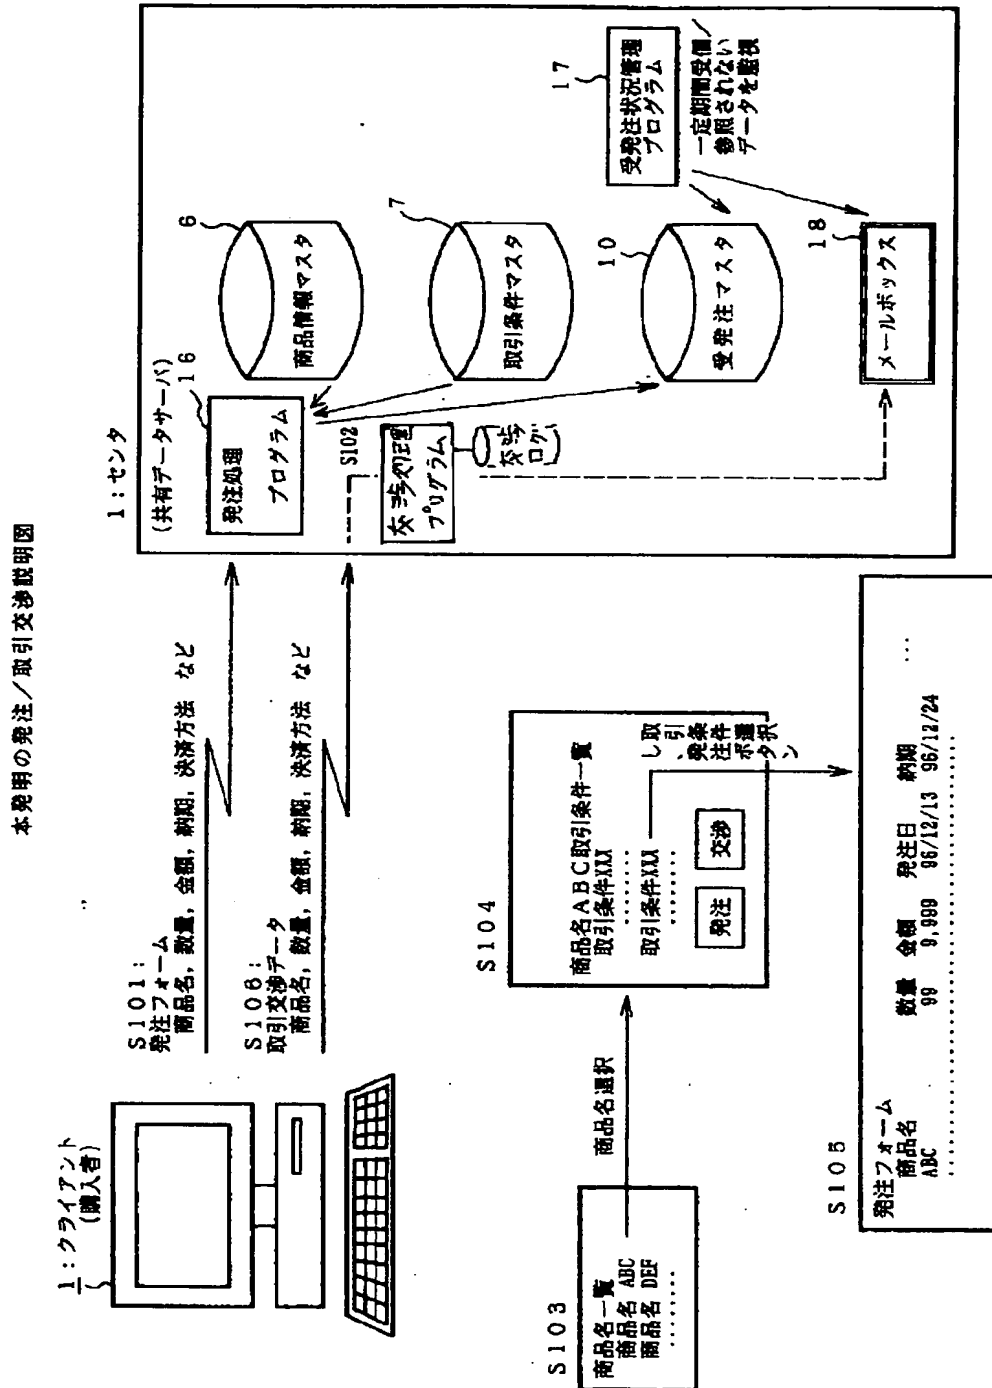 本発明の発注／取引交渉説明図
1：クライアント
（購入者）
S101：
発注フォーム
商品名，数量，金額，納期，決済方法 など
S106：
取引交渉データ
商品名，数量，金額，納期，決済方法 など
1：センタ
（共有データサーバ）
16
発注処理
プログラム
S102
交渉処理
プログラム
交渉
ログ
6
商品情報マスタ
7
取引条件マスタ
10
受発注マスタ
17
受発注状況管理
プログラム
一定期間受信／
参照されない
データを監視
18
メールボックス
S103
商品名一覧
商品名 ABC
商品名 DEF
........
商品名選択
S104
商品名ABC取引条件一覧
取引条件XXX
.......
取引条件XXX
.......
発注
交渉
取引条件選択
し、発注ボタン
S105
発注フォーム
商品名 数量 金額 発注日 納期 ...
ABC 99 9,999 96/12/13 96/12/24
........................................